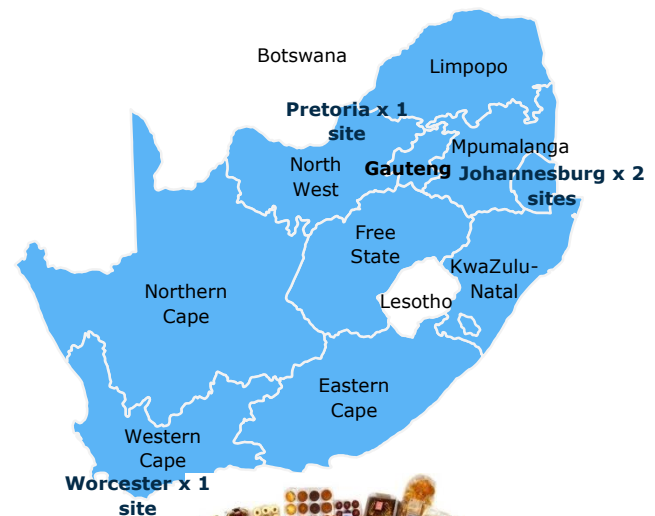 Botswana
Limpopo
Pretoria x 1
site
Mpumalanga
North
West
Gauteng
Johannesburg x 2
sites
Free
State
KwaZulu-
Natal
Lesotho
Northern
Cape
Eastern
Cape
Western
Cape
Worcester x 1
site